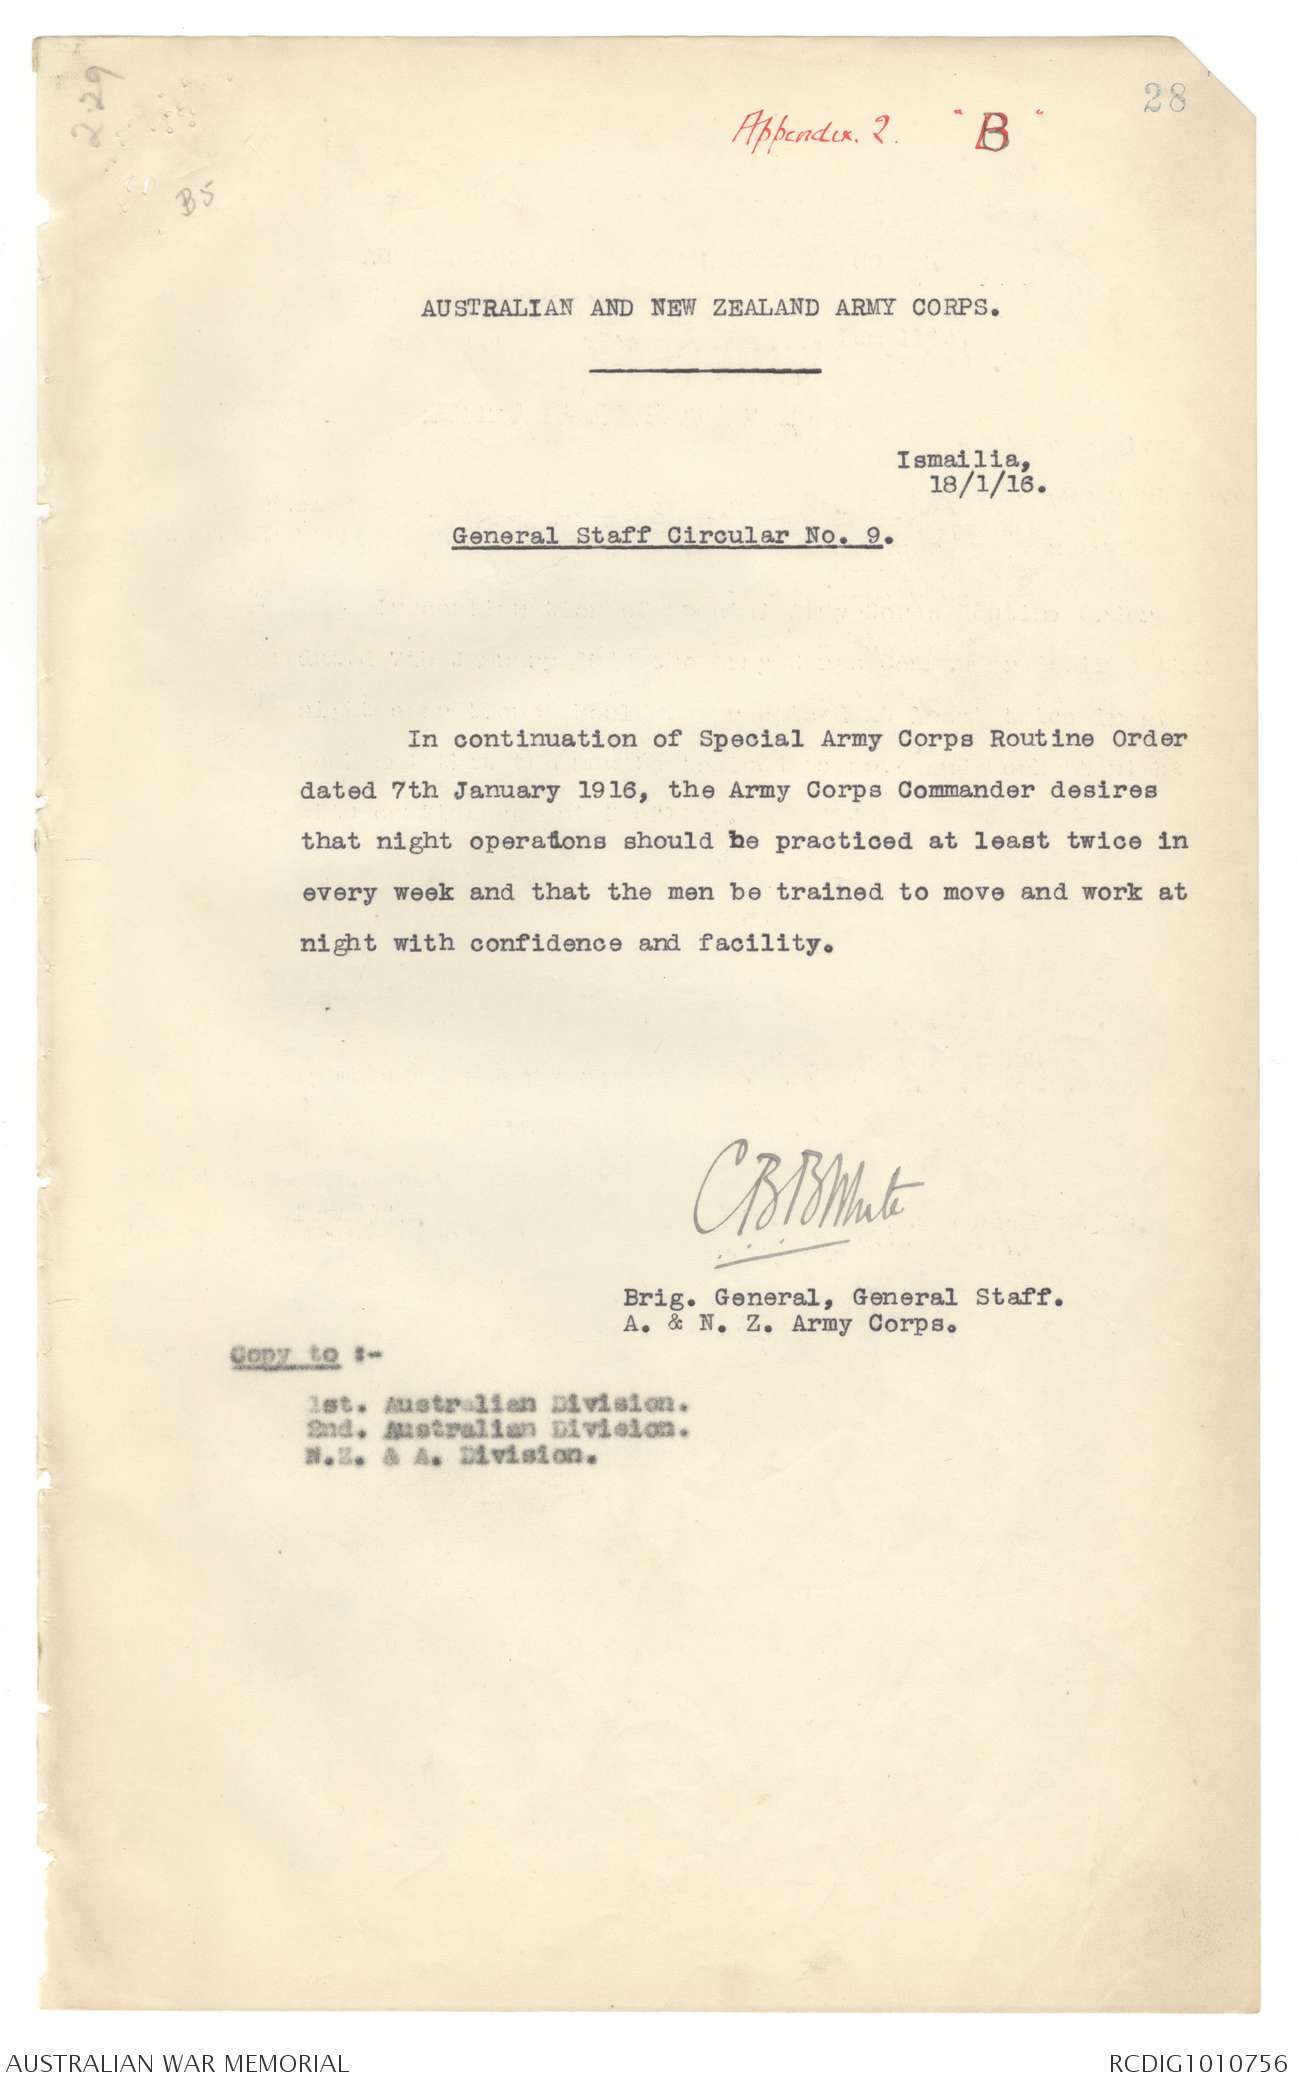 2.29
28
Appendix. 2. "B"
B5
AUSTRALIAN AND NEW ZEALAND ARMY CORPS.
Ismailia,
18/1/16.
General Staff Circular No. 9.
In continuation of Special Army Corps Routine Order
dated 7th January 1916, the Army Corps Commander desires
that night operations should be practiced at least twice in
every week and that the men be trained to move and work at
night with confidence and facility.
CBBWhite
Brig. General, General Staff.
A. & N. Z. Army Corps.
Copy to :-
1st. Australian Division.
2nd. Australian Division.
N.Z. & A. Division.
AUSTRALIAN WAR MEMORIAL
RCDIG1010756